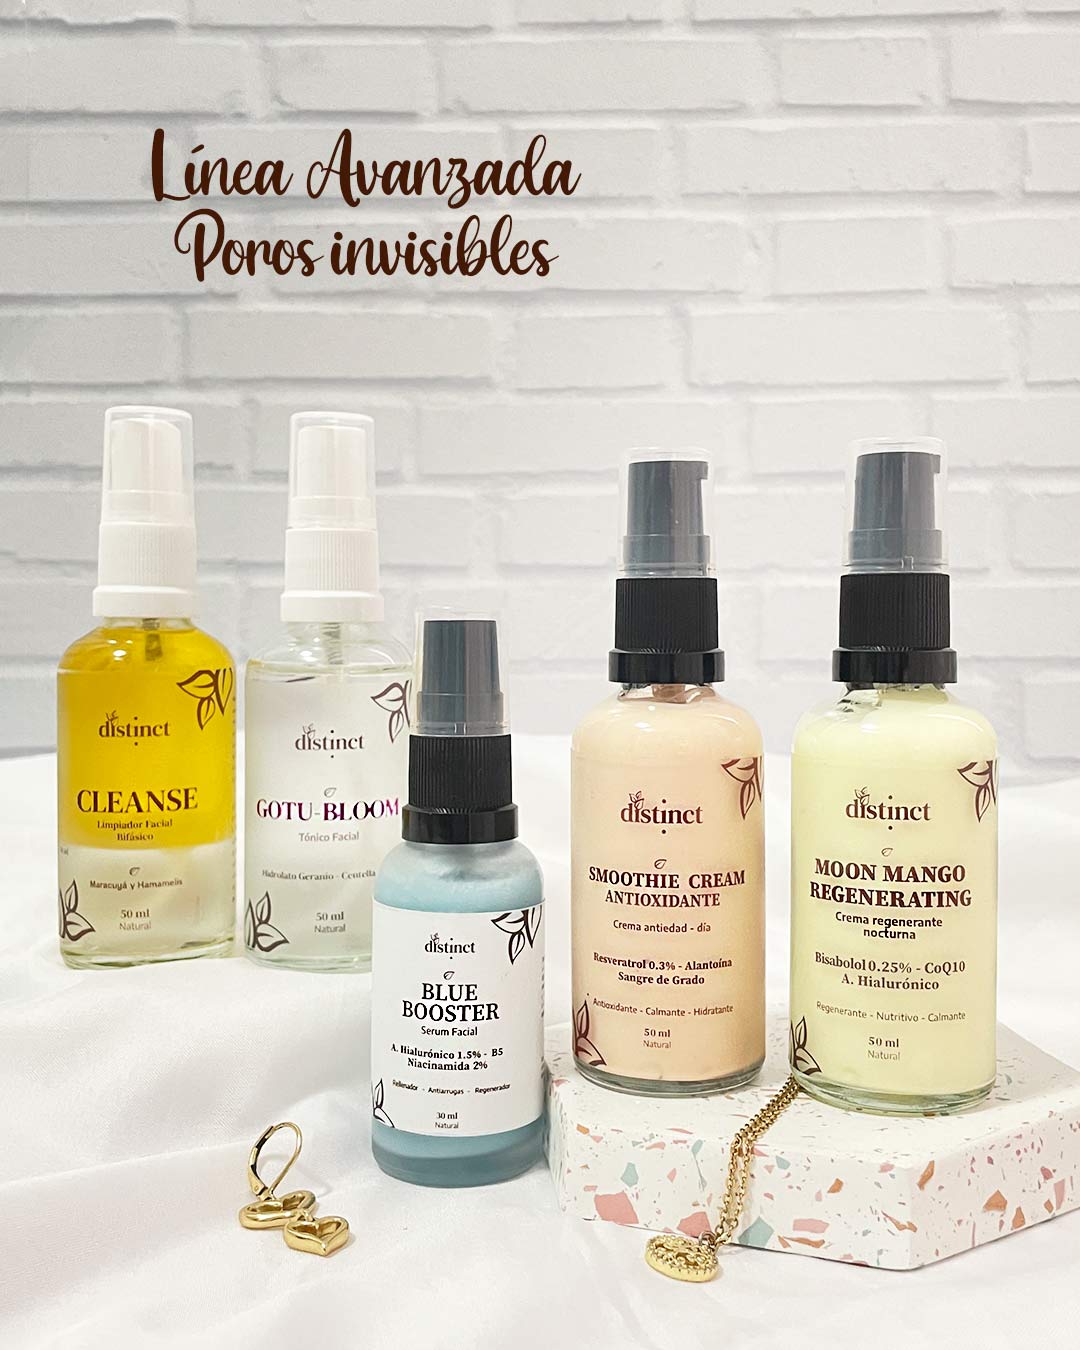 Línea Avanzada
Poros invisibles
distinct
CLEANSE
Limpiador Facial
Bifásico
Maracuyá y Hamamelis
50 ml
Natural
distinct
GOTU-BLOOM
Tónico Facial
Hidrolato Geranio - Centella
50 ml
Natural
distinct
BLUE
BOOSTER
Serum Facial
A. Hialurónico 1.5% - B5
Niacinamida 2%
Rellenador - Antiarrugas - Regenerador
30 ml
Natural
distinct
SMOOTHIE CREAM
ANTIOXIDANTE
Crema antiedad - día
Resveratrol 0.3% - Alantoína
Sangre de Grado
Antioxidante - Calmante - Hidratante
50 ml
Natural
distinct
MOON MANGO
REGENERATING
Crema regenerante
nocturna
Bisabolol 0.25% - CoQ10
A. Hialurónico
Regenerante - Nutritivo - Calmante
50 ml
Natural